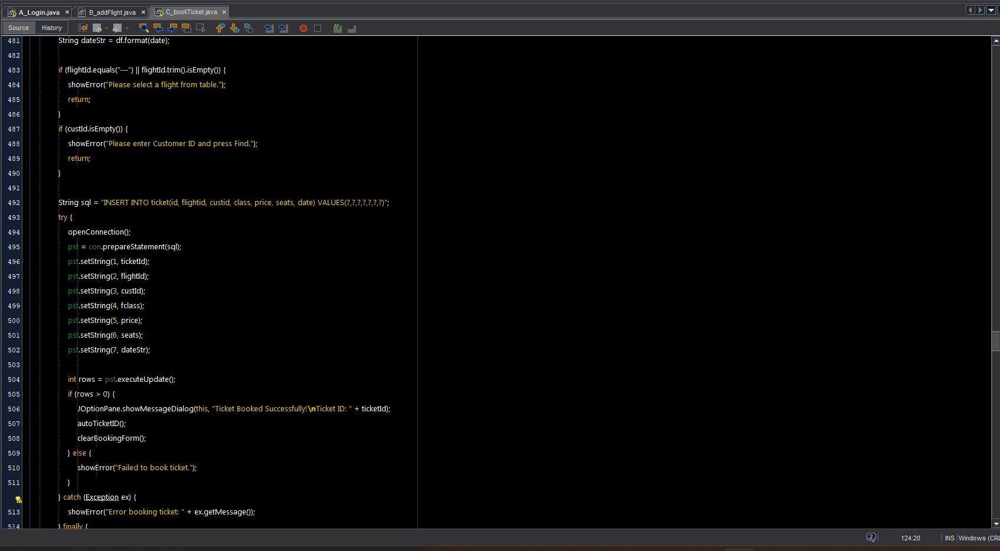 A_Login.java × B_addFlight.java × C_bookTicket.java ×
Source History
481 String dateStr = df.format(date);
482
483 if (flightId.equals("—") || flightId.trim().isEmpty()) {
484 showError("Please select a flight from table.");
485 return;
486 }
487 if (custId.isEmpty()) {
488 showError("Please enter Customer ID and press Find.");
489 return;
490 }
491
492 String sql = "INSERT INTO ticket(id, flightid, custid, class, price, seats, date) VALUES(?,?,?,?,?,?,?)";
493 try {
494 openConnection();
495 pst = con.prepareStatement(sql);
496 pst.setString(1, ticketId);
497 pst.setString(2, flightId);
498 pst.setString(3, custId);
499 pst.setString(4, fclass);
500 pst.setString(5, price);
501 pst.setString(6, seats);
502 pst.setString(7, dateStr);
503
504 int rows = pst.executeUpdate();
505 if (rows > 0) {
506 JOptionPane.showMessageDialog(this, "Ticket Booked Successfully!\nTicket ID: " + ticketId);
507 autoTicketID();
508 clearBookingForm();
509 } else {
510 showError("Failed to book ticket.");
511 }
} catch (Exception ex) {
513 showError("Error booking ticket: " + ex.getMessage());
514 } finally {
2 124:20 INS Windows (CRL